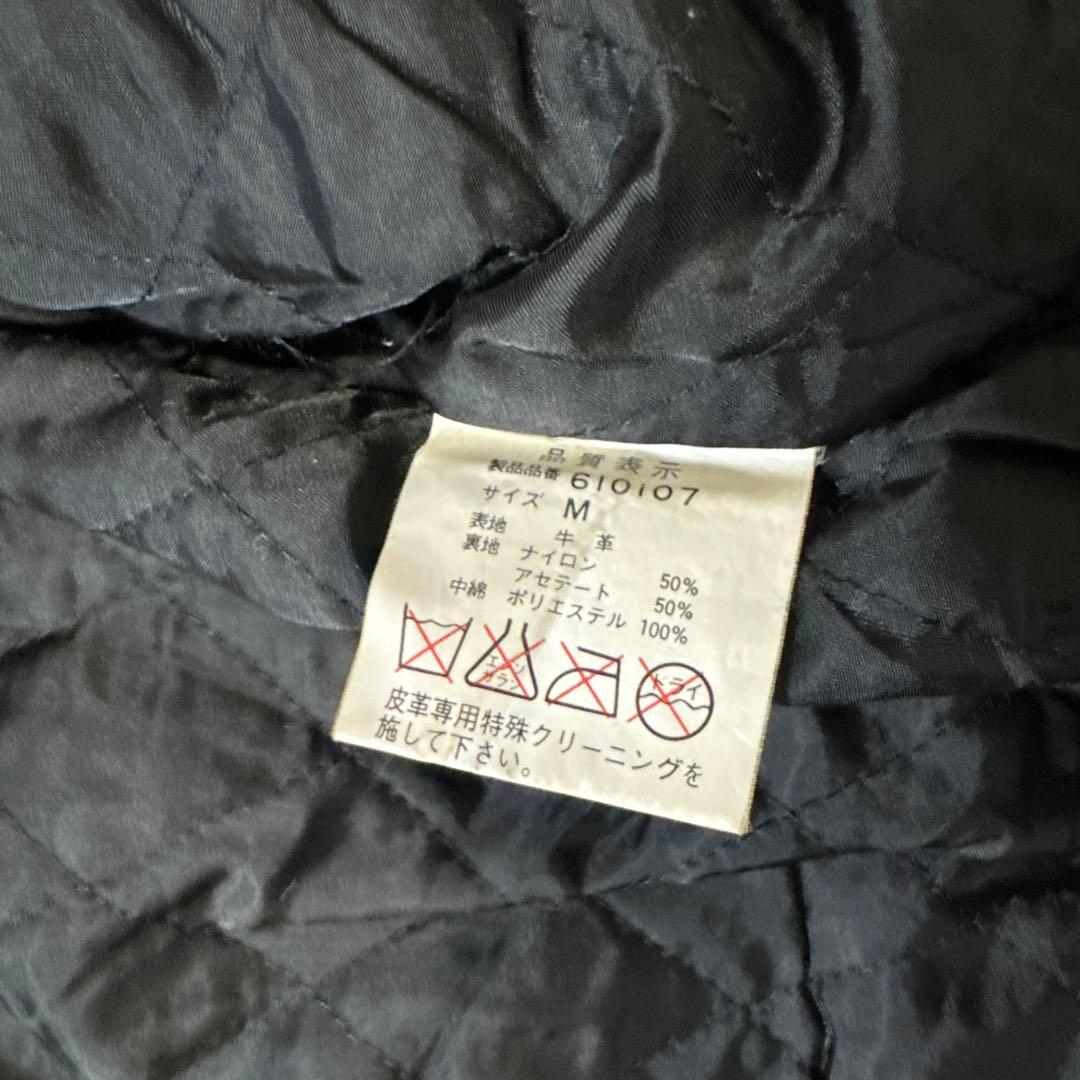 品質表示
製品品番 610107
サイズ M
表地 牛革
裏地 ナイロン 50%
アセテート 50%
中綿 ポリエステル 100%
エンソ
サラシ
ドライ
皮革専用特殊クリーニングを
施して下さい。